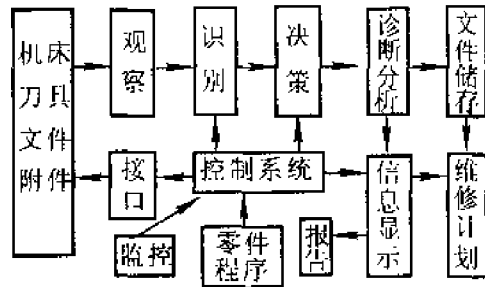 机床
刀具
文件
附件
观
察
识
别
决
策
诊断
分析
文件
储存
接
口
控制系统
信
息
显
示
维
修
计
划
监控
零件
程序
报
告